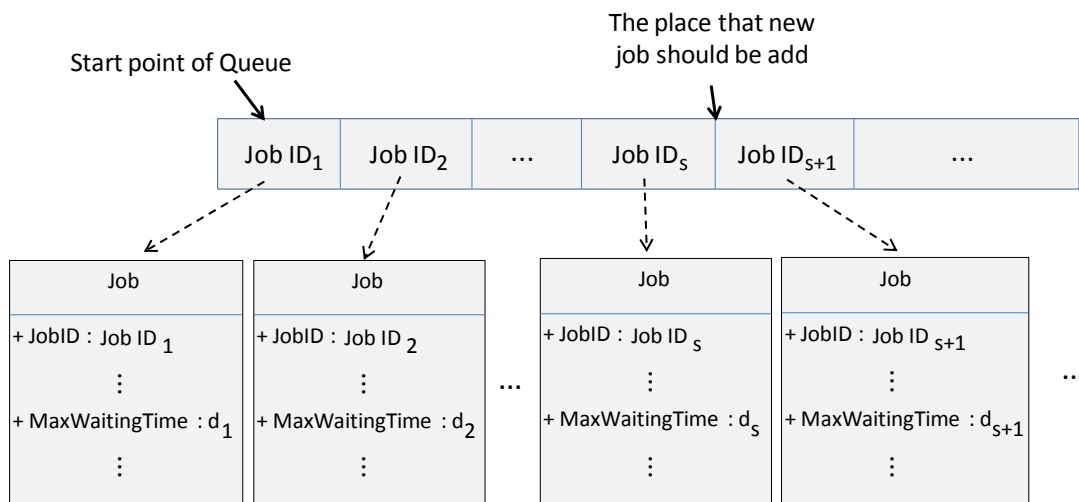 The place that new
job should be add
Start point of Queue
Job ID₁ Job ID₂ ... Job IDₛ Job IDₛ₊₁ ...
Job Job Job Job
+ JobID : Job ID ₁ + JobID : Job ID ₂ + JobID : Job ID ₛ + JobID : Job ID ₛ₊₁
⋮ ⋮ ⋮ ⋮
... ..
+ MaxWaitingTime : d₁ + MaxWaitingTime : d₂ + MaxWaitingTime : dₛ + MaxWaitingTime : dₛ₊₁
⋮ ⋮ ⋮ ⋮